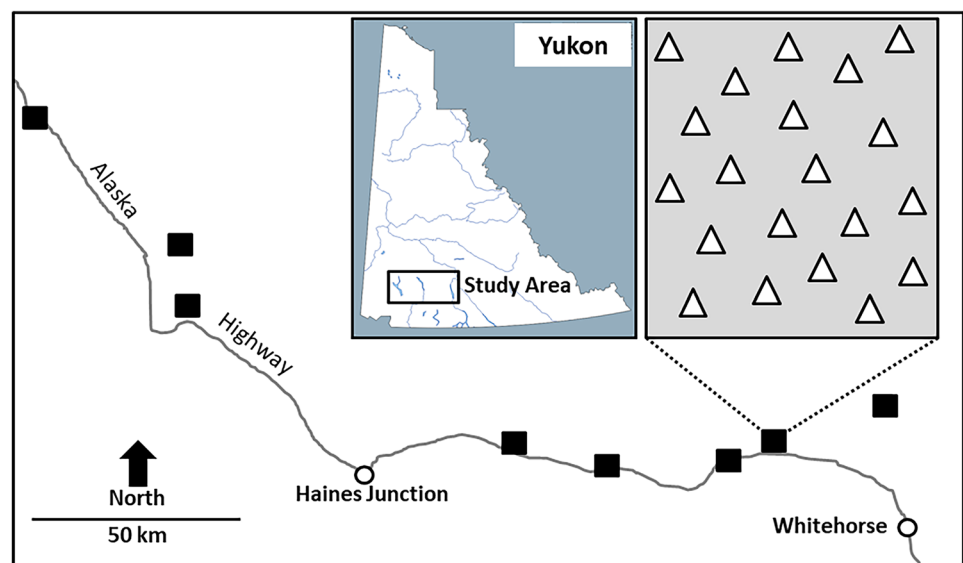 Yukon
Study Area
Alaska
Highway
North
50 km
Haines Junction
Whitehorse